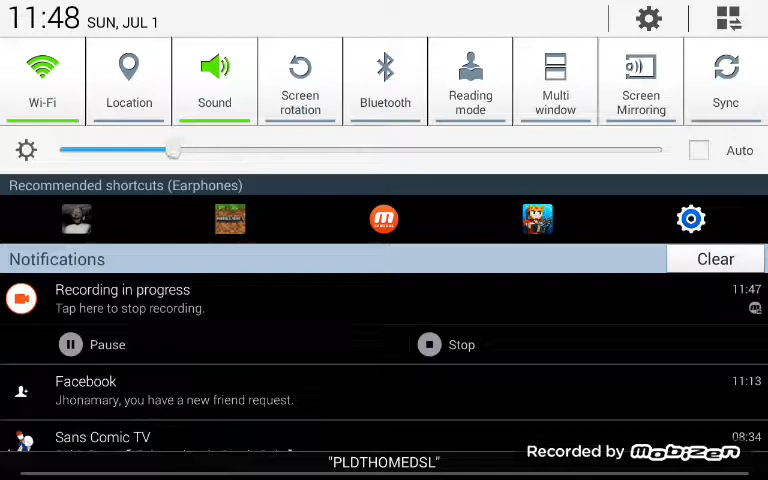 11:48 SUN, JUL 1
Wi-Fi
Location
Sound
Screen
rotation
Bluetooth
Reading
mode
Multi
window
Screen
Mirroring
Sync
Auto
Recommended shortcuts (Earphones)
Notifications
Clear
Recording in progress
11:47
Tap here to stop recording.
Pause
Stop
Facebook
11:13
Jhonamary, you have a new friend request.
Sans Comic TV
08:34
Recorded by Mobizen
"PLDTHOMEDSL"